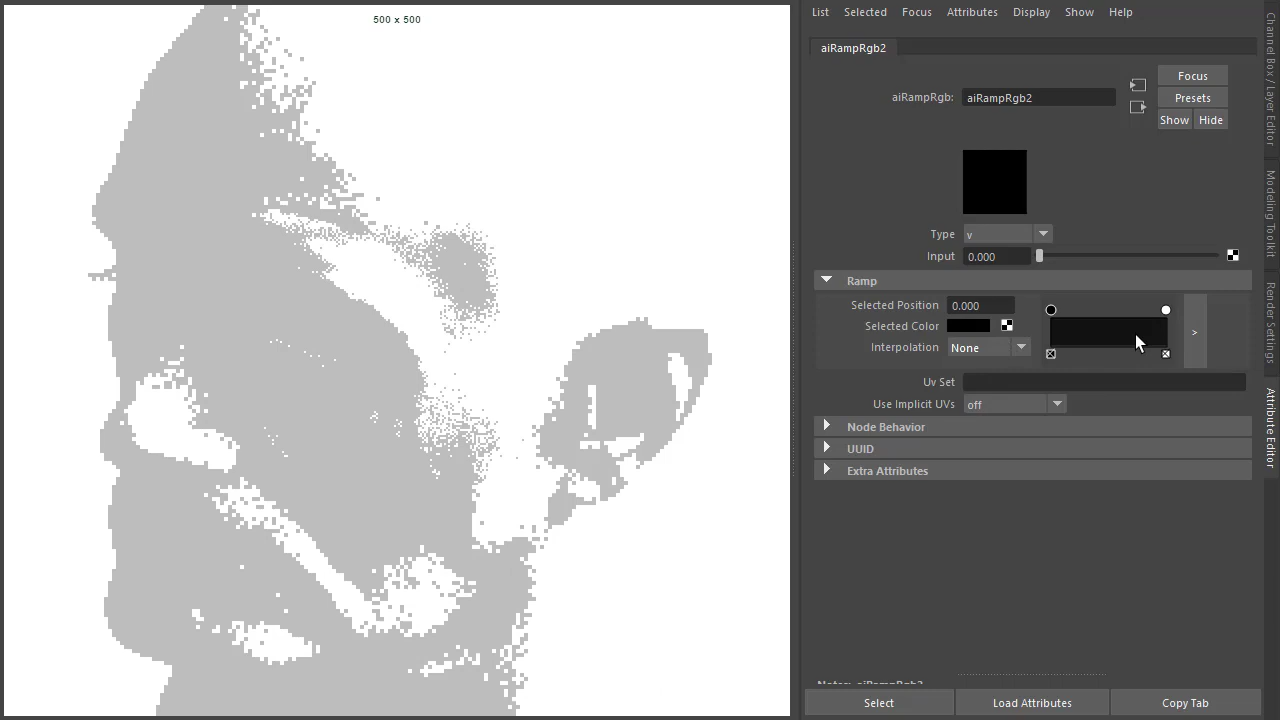 500 x 500
List Selected Focus Attributes Display Show Help
aiRampRgb2
Focus
aiRampRgb: aiRampRgb2
Presets
Show Hide
Type v
Input 0.000
Ramp
Selected Position 0.000
Selected Color
Interpolation None
>
Uv Set
Use Implicit UVs off
Node Behavior
UUID
Extra Attributes
Notes: aiRampRgb2
Select Load Attributes Copy Tab
Channel Box / Layer Editor
Modeling Toolkit
Render Settings
Attribute Editor